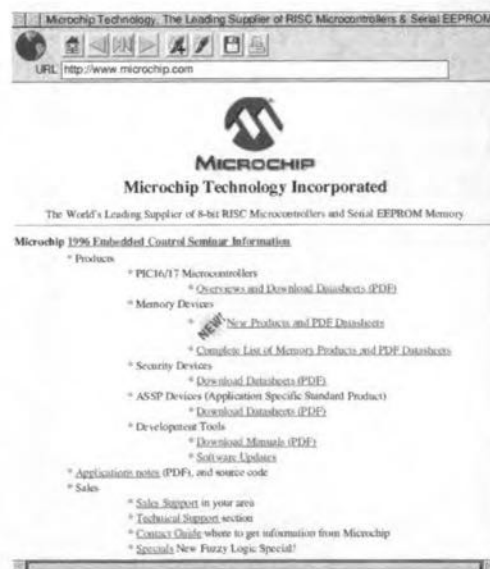 Microchip Technology, The Leading Supplier of RISC Microcontrollers & Serial EEPROM
URL http://www.microchip.com
MICROCHIP
Microchip Technology Incorporated
The World's Leading Supplier of 8-bit RISC Microcontrollers and Serial EEPROM Memory
Microchip 1996 Embedded Control Seminar Information
* Products
* PIC16/17 Microcontrollers
* Overviews and Download Datasheets (PDF)
* Memory Devices
* NEW! New Products and PDF Datasheets
* Complete List of Memory Products and PDF Datasheets
* Security Devices
* Download Datasheets (PDF)
* ASSP Devices (Application Specific Standard Product)
* Download Datasheets (PDF)
* Development Tools
* Download Manuals (PDF)
* Software Updates
* Applications notes (PDF), and source code
* Sales
* Sales Support in your area
* Technical Support section
* Contact Guide where to get information from Microchip
* Specials New Fuzzy Logic Special!